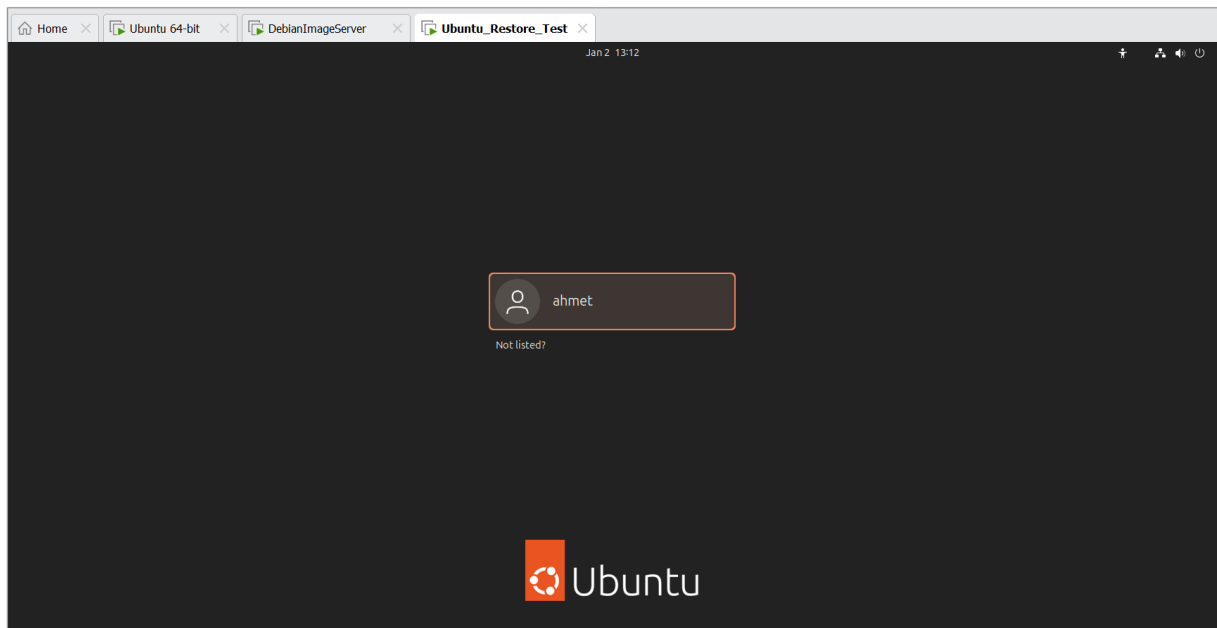 Home
Ubuntu 64-bit
DebianImageServer
Ubuntu_Restore_Test
Jan 2 13:12
ahmet
Not listed?
Ubuntu